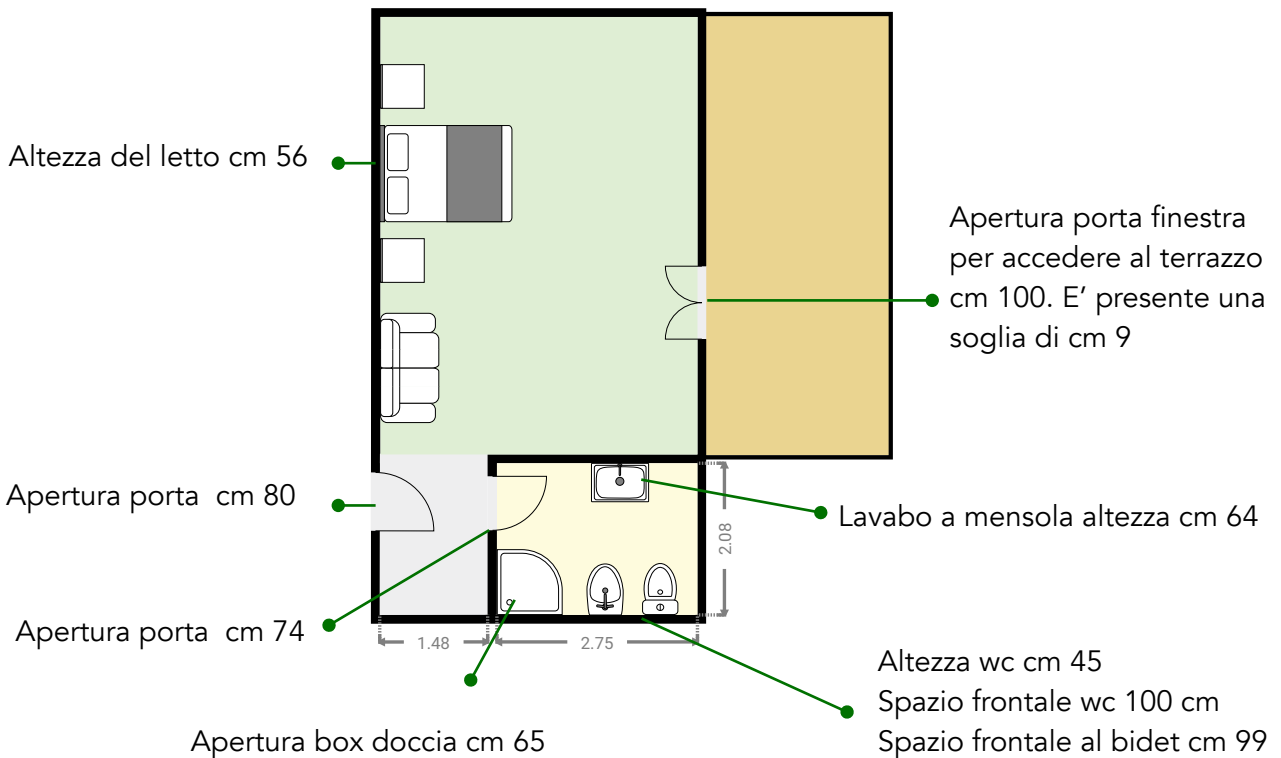 Altezza del letto cm 56
Apertura porta finestra
per accedere al terrazzo
cm 100. E’ presente una
soglia di cm 9
Apertura porta  cm 80
Lavabo a mensola altezza cm 64
2.08
Apertura porta  cm 74
1.48
2.75
Altezza wc cm 45
Spazio frontale wc 100 cm
Spazio frontale al bidet cm 99
Apertura box doccia cm 65